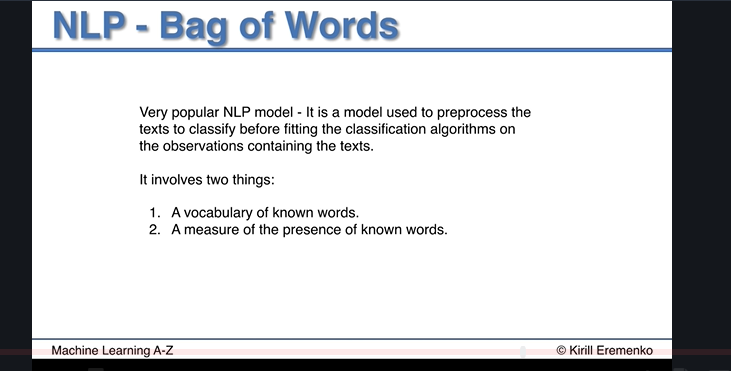 NLP - Bag of Words
Very popular NLP model - It is a model used to preprocess the
texts to classify before fitting the classification algorithms on
the observations containing the texts.
It involves two things:
1. A vocabulary of known words.
2. A measure of the presence of known words.
Machine Learning A-Z
© Kirill Eremenko